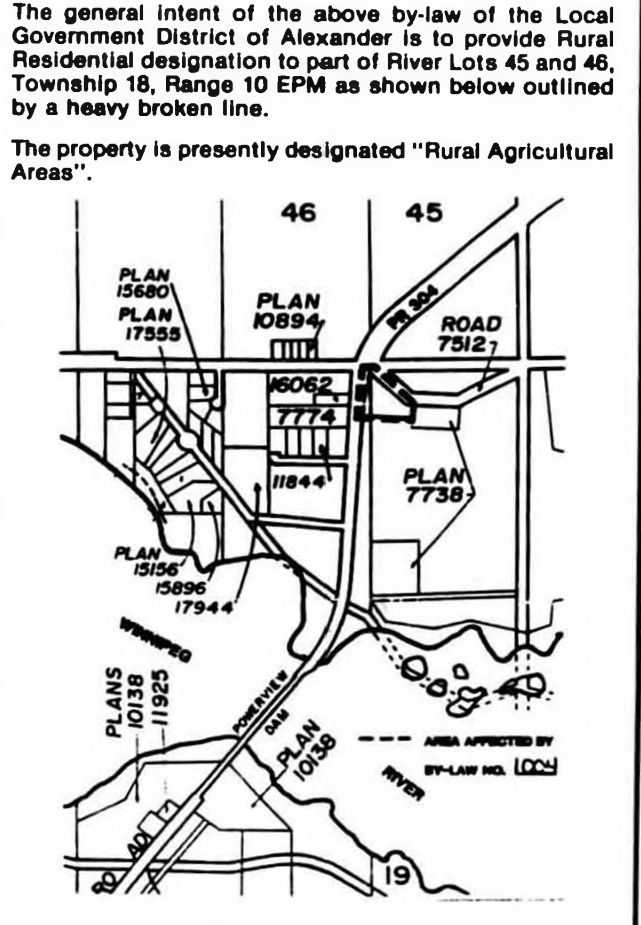 The general intent of the above by-law of the Local
Government District of Alexander is to provide Rural
Residential designation to part of River Lots 45 and 46,
Township 18, Range 10 EPM as shown below outlined
by a heavy broken line.
The property is presently designated "Rural Agricultural
Areas".
46
45
PLAN
15680
PLAN
17555
PLAN
10894
PR 304
ROAD
7512
16062
7774
11844
PLAN
7738
PLAN
15156
15896
17944
WINNIPEG
PLANS
10138
11925
POWERVIEW
DAM
PLAN
10138
AREA AFFECTED BY
BY-LAW NO.
RIVER
ROAD
19